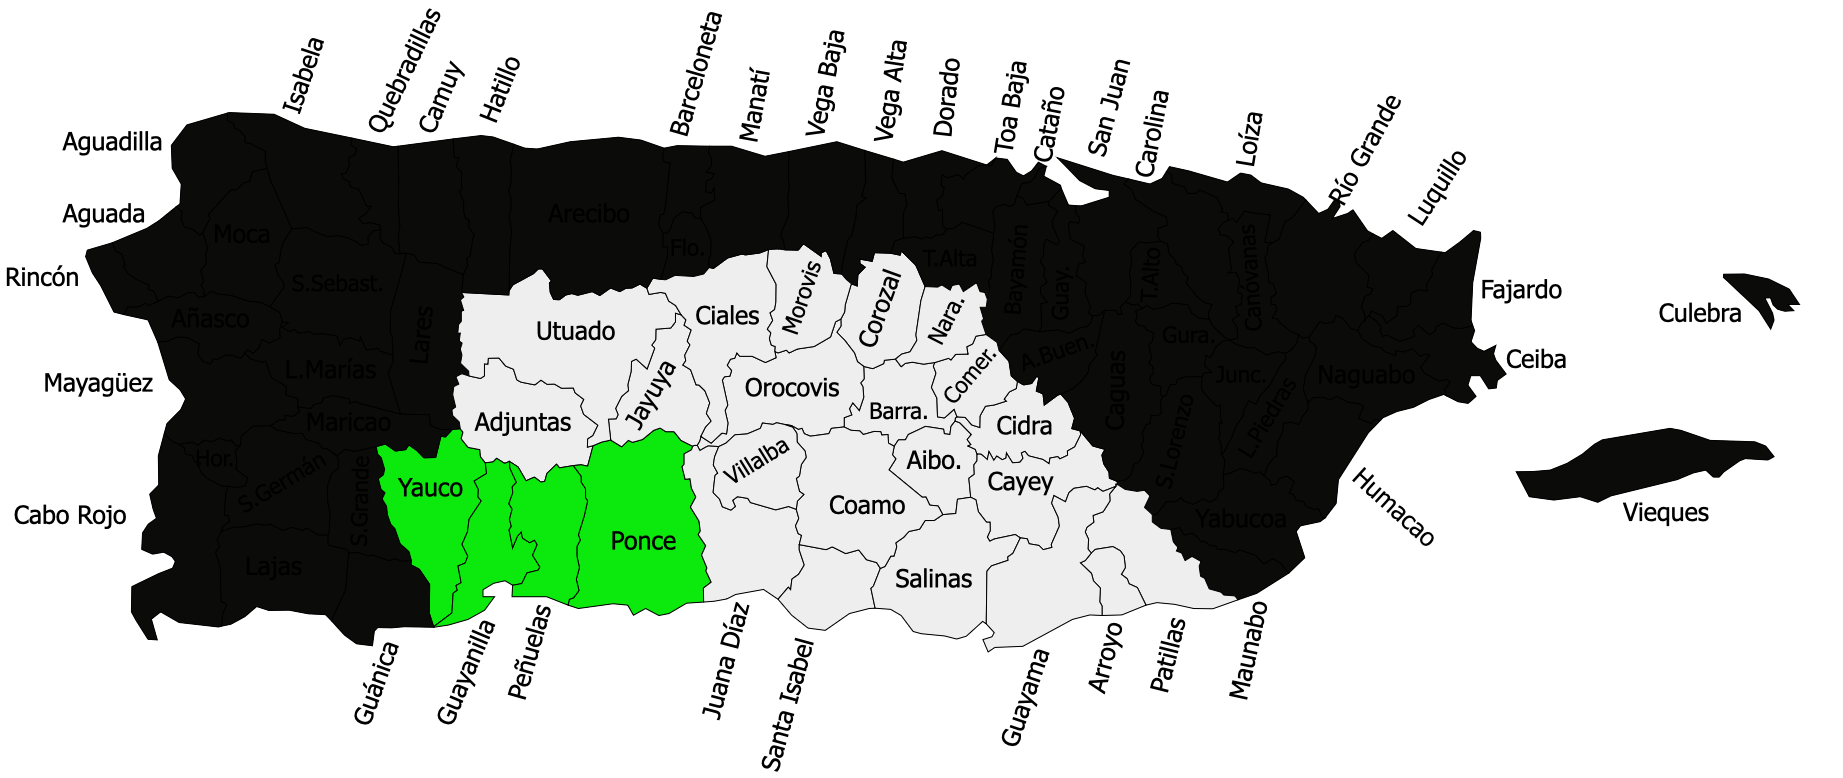 Isabela
Quebradillas
Camuy
Hatillo
Barceloneta
Manatí
Vega Baja
Vega Alta
Dorado
Toa Baja
Cataño
San Juan
Carolina
Loíza
Río Grande
Luquillo
Aguadilla
Aguada
Rincón
Mayagüez
Cabo Rojo
Moca
Arecibo
Flo.
T.Alta
Bayamón
Guay.
T.Alto
Canóvanas
S.Sebast.
Añasco
Lares
L.Marías
Maricao
Hor.
S.Germán
S.Grande
Lajas
Utuado
Ciales
Morovis
Corozal
Nara.
Adjuntas
Jayuya
Orocovis
Barra.
Comer.
Cidra
A.Buen.
Caguas
Gura.
Junc.
S.Lorenzo
L.Piedras
Naguabo
Yabucoa
Yauco
Ponce
Villalba
Coamo
Aibo.
Cayey
Salinas
Fajardo
Ceiba
Culebra
Vieques
Humacao
Guánica
Guayanilla
Peñuelas
Juana Díaz
Santa Isabel
Guayama
Arroyo
Patillas
Maunabo